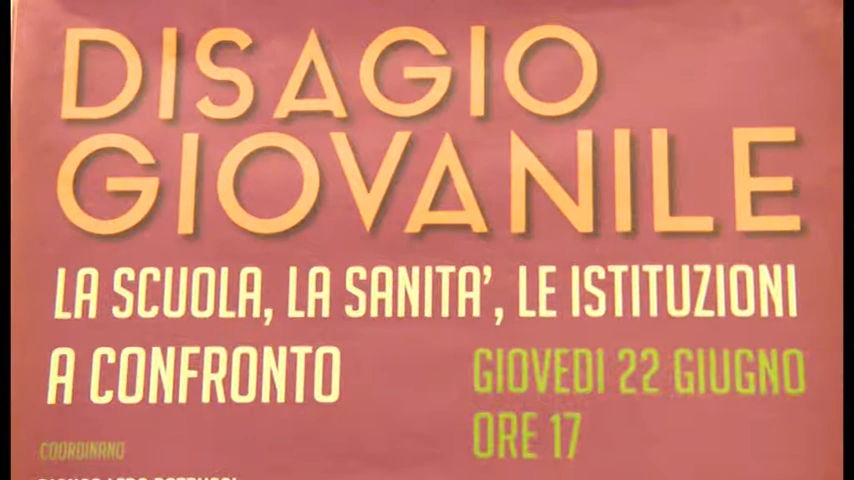 DISAGIO
GIOVANILE
LA SCUOLA, LA SANITA', LE ISTITUZIONI
A CONFRONTO
GIOVEDI 22 GIUGNO
ORE 17
COORDINANO